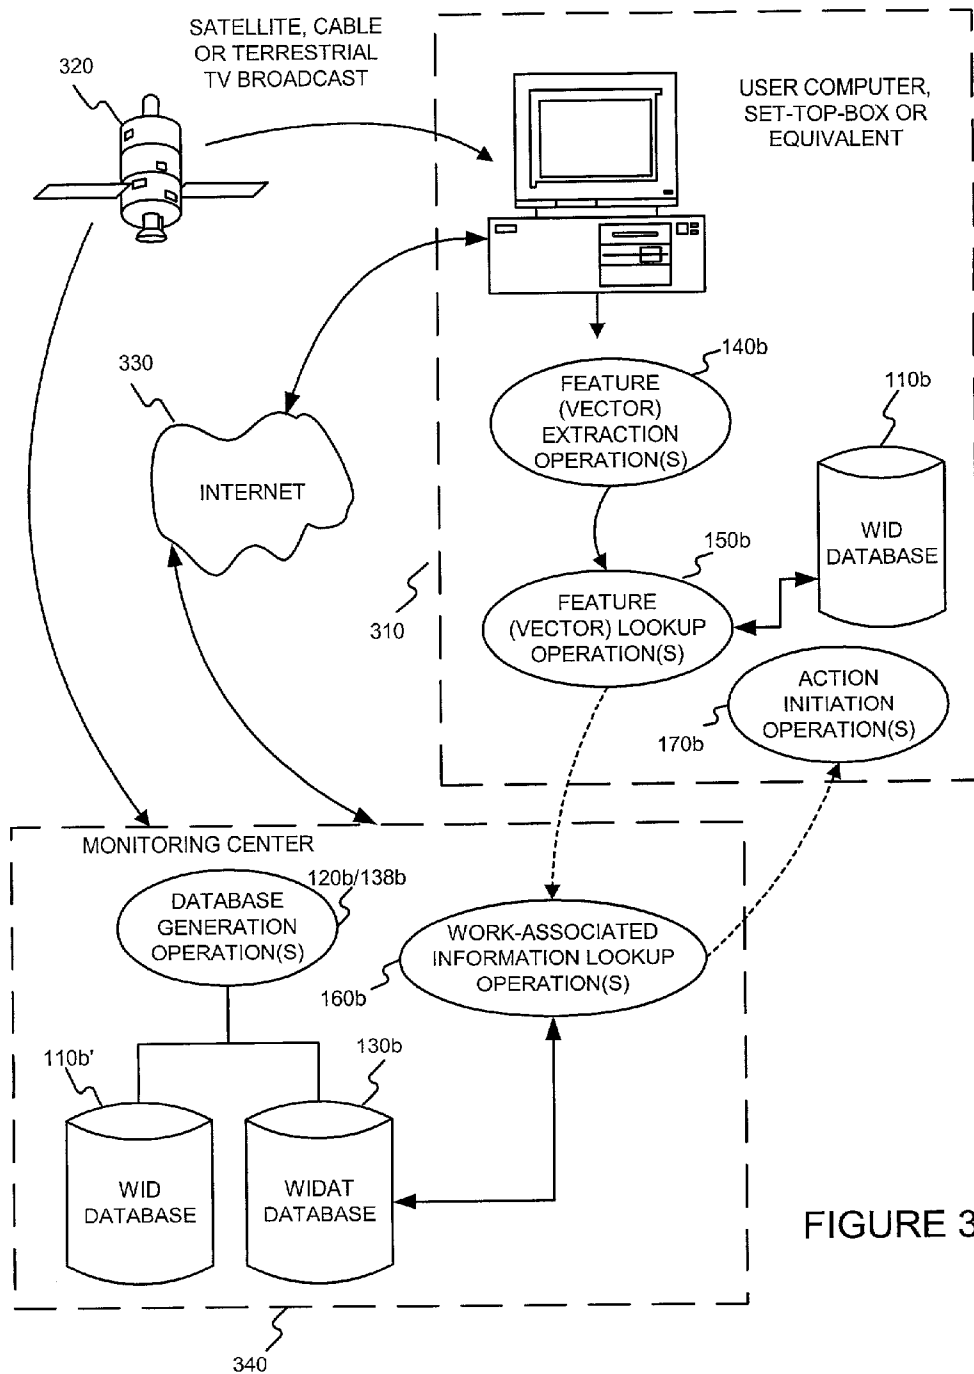 SATELLITE, CABLE
OR TERRESTRIAL
TV BROADCAST
320
USER COMPUTER,
SET-TOP-BOX OR
EQUIVALENT
330
INTERNET
140b
FEATURE
(VECTOR)
EXTRACTION
OPERATION(S)
110b
WID
DATABASE
150b
FEATURE
(VECTOR) LOOKUP
OPERATION(S)
310
ACTION
INITIATION
OPERATION(S)
170b
MONITORING CENTER
120b/138b
DATABASE
GENERATION
OPERATION(S)
WORK-ASSOCIATED
INFORMATION LOOKUP
OPERATION(S)
160b
110b'
130b
WID
DATABASE
WIDAT
DATABASE
FIGURE 3
340